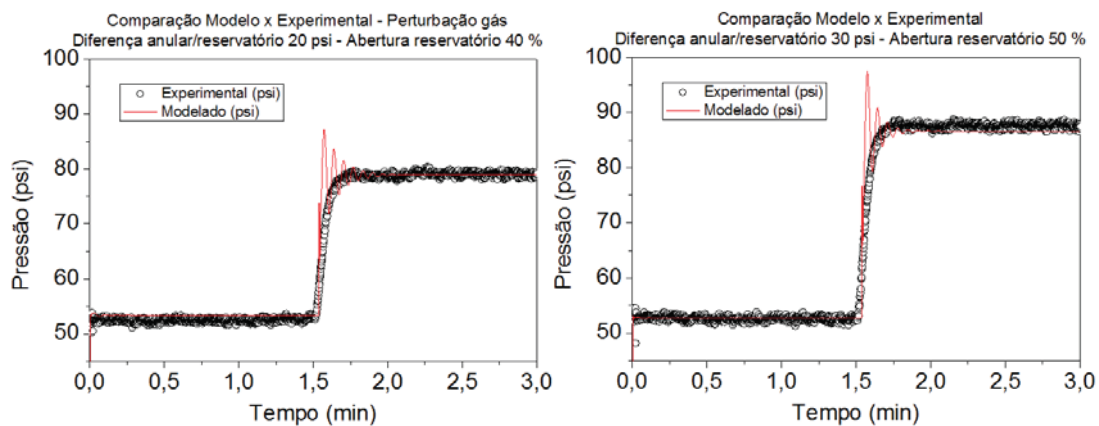 Comparação Modelo x Experimental - Perturbação gás
Diferença anular/reservatório 20 psi - Abertura reservatório 40 %
100
90
80
70
60
50
Pressão (psi)
Experimental (psi)
Modelado (psi)
0,0 0,5 1,0 1,5 2,0 2,5 3,0
Tempo (min)
Comparação Modelo x Experimental
Diferença anular/reservatório 30 psi - Abertura reservatório 50 %
100
90
80
70
60
50
Pressão (psi)
Experimental (psi)
Modelado (psi)
0,0 0,5 1,0 1,5 2,0 2,5 3,0
Tempo (min)